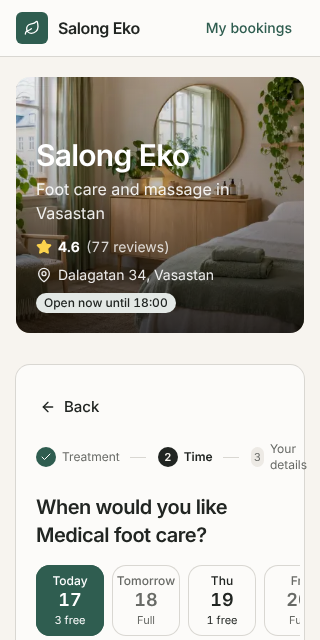 Salong Eko
My bookings
Salong Eko
Foot care and massage in
Vasastan
4.6 (77 reviews)
Dalagatan 34, Vasastan
Open now until 18:00
Back
Treatment
2 Time
3 Your
details
When would you like
Medical foot care?
Today Tomorrow Thu
17 18 19
3 free Full 1 free